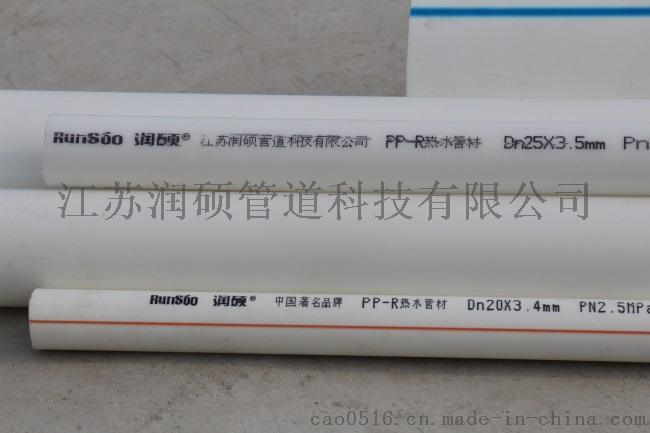 RunSoo 润硕® 江苏润硕管道科技有限公司 PP-R热水管材 Dn25X3.5mm Pn
江苏润硕管道科技有限公司
RunSoo 润硕® 中国著名品牌 PP-R热水管材 Dn20X3.4mm PN2.5MPa
cao0516.cn.made-in-china.com